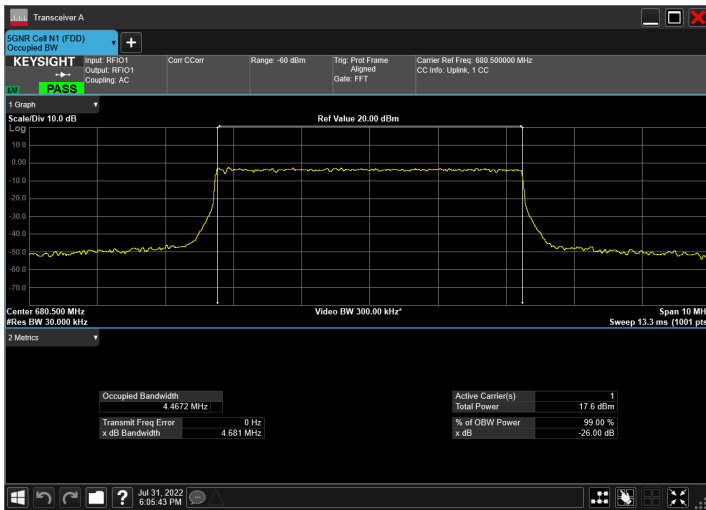 Transceiver A
5GNR Cell N1 (FDD)
Occupied BW
KEYSIGHT
LXI
PASS
Input: RFIO1
Output: RFIO1
Coupling: AC
Corr CCorr
Range: -60 dBm
Trig: Prot Frame
Aligned
Gate: FFT
Carrier Ref Freq: 680.500000 MHz
CC Info: Uplink, 1 CC
1 Graph
Scale/Div 10.0 dB
Ref Value 20.00 dBm
Log
10.0
0.00
-10.0
-20.0
-30.0
-40.0
-50.0
-60.0
-70.0
Center 680.500 MHz
Video BW 300.00 kHz*
Span 10 MH
#Res BW 30.000 kHz
Sweep 13.3 ms (1001 pts
2 Metrics
Occupied Bandwidth
4.4672 MHz
Active Carrier(s) 1
Total Power 17.6 dBm
Transmit Freq Error 0 Hz
x dB Bandwidth 4.681 MHz
% of OBW Power 99.00 %
x dB -26.00 dB
Jul 31, 2022
6:05:43 PM